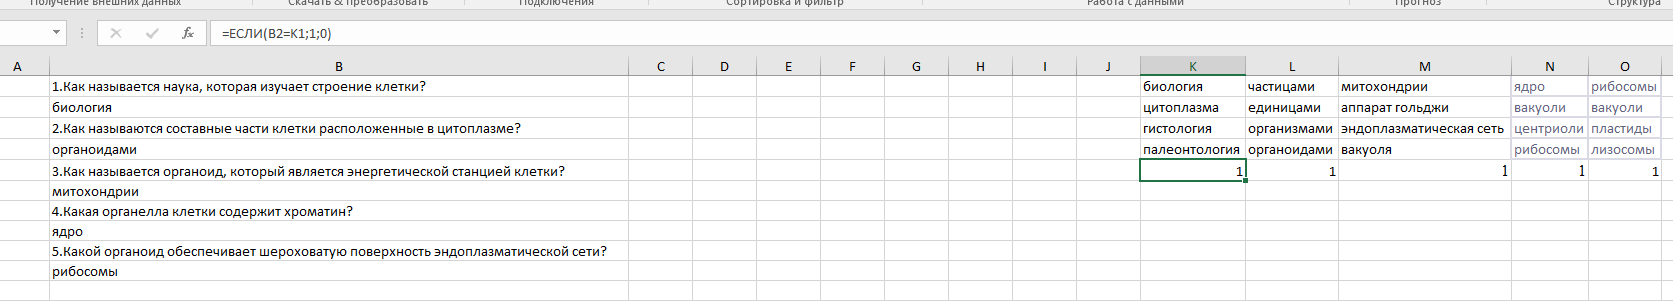 Получение внешних данных Скачать & преобразовать Подключения Сортировка и фильтр Работа с данными Прогноз Структура
fx =ЕСЛИ(B2=K1;1;0)
A B C D E F G H I J K L M N O
1.Как называется наука, которая изучает строение клетки? биология частицами митохондрии ядро рибосомы
биология цитоплазма единицами аппарат гольджи вакуоли вакуоли
2.Как называются составные части клетки расположенные в цитоплазме? гистология организмами эндоплазматическая сеть центриоли пластиды
органоидами палеонтология органоидами вакуоля рибосомы лизосомы
3.Как называется органоид, который является энергетической станцией клетки? 1 1 1 1 1
митохондрии
4.Какая органелла клетки содержит хроматин?
ядро
5.Какой органоид обеспечивает шероховатую поверхность эндоплазматической сети?
рибосомы